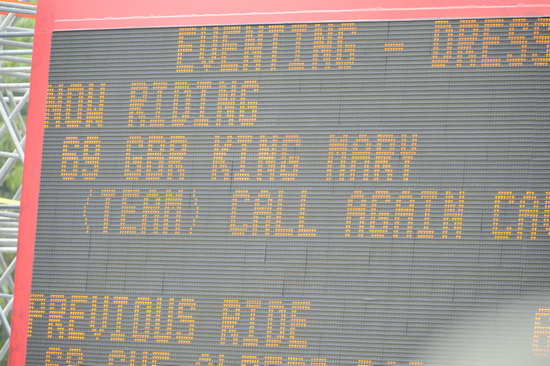 EVENTING - DRESS
NOW RIDING
69 GBR KING MARY
(TEAM) CALL AGAIN CA
PREVIOUS RIDE